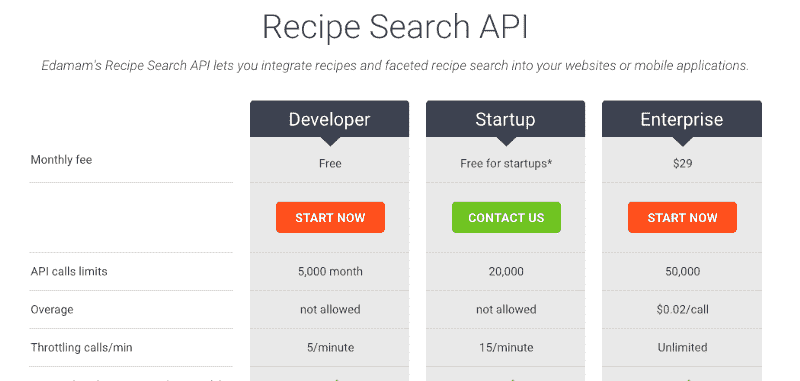 Recipe Search API
Edamam's Recipe Search API lets you integrate recipes and faceted recipe search into your websites or mobile applications.
Developer Startup Enterprise
Monthly fee Free Free for startups* $29
START NOW CONTACT US START NOW
API calls limits 5,000 month 20,000 50,000
Overage not allowed not allowed $0.02/call
Throttling calls/min 5/minute 15/minute Unlimited